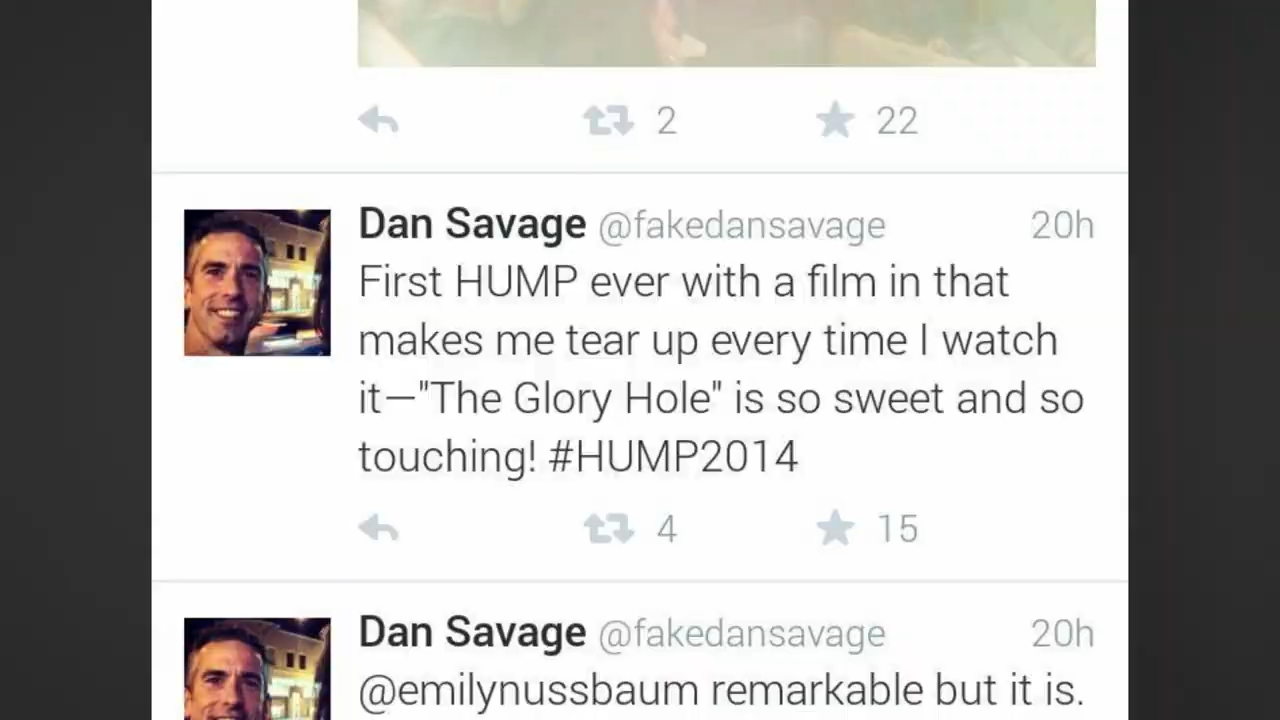 2 22
Dan Savage @fakedansavage 20h
First HUMP ever with a film in that
makes me tear up every time I watch
it—"The Glory Hole" is so sweet and so
touching! #HUMP2014
4 15
Dan Savage @fakedansavage 20h
@emilynussbaum remarkable but it is.